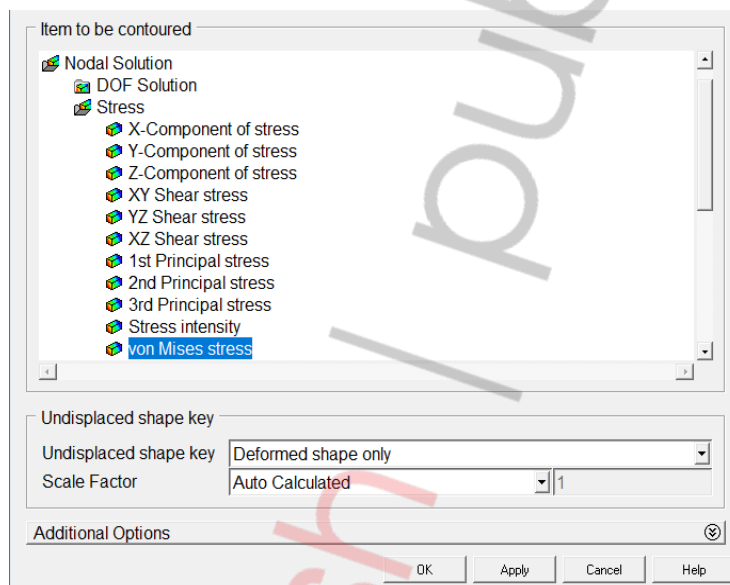 Item to be contoured
Nodal Solution
DOF Solution
Stress
X-Component of stress
Y-Component of stress
Z-Component of stress
XY Shear stress
YZ Shear stress
XZ Shear stress
1st Principal stress
2nd Principal stress
3rd Principal stress
Stress intensity
von Mises stress
Undisplaced shape key
Undisplaced shape key Deformed shape only
Scale Factor Auto Calculated 1
Additional Options
OK Apply Cancel Help